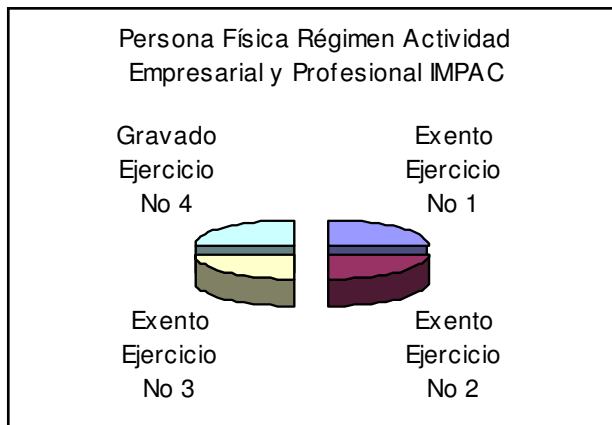 Persona Física Régimen Actividad
Empresarial y Profesional IMPAC
Gravado
Ejercicio
No 4
Exento
Ejercicio
No 1
Exento
Ejercicio
No 3
Exento
Ejercicio
No 2